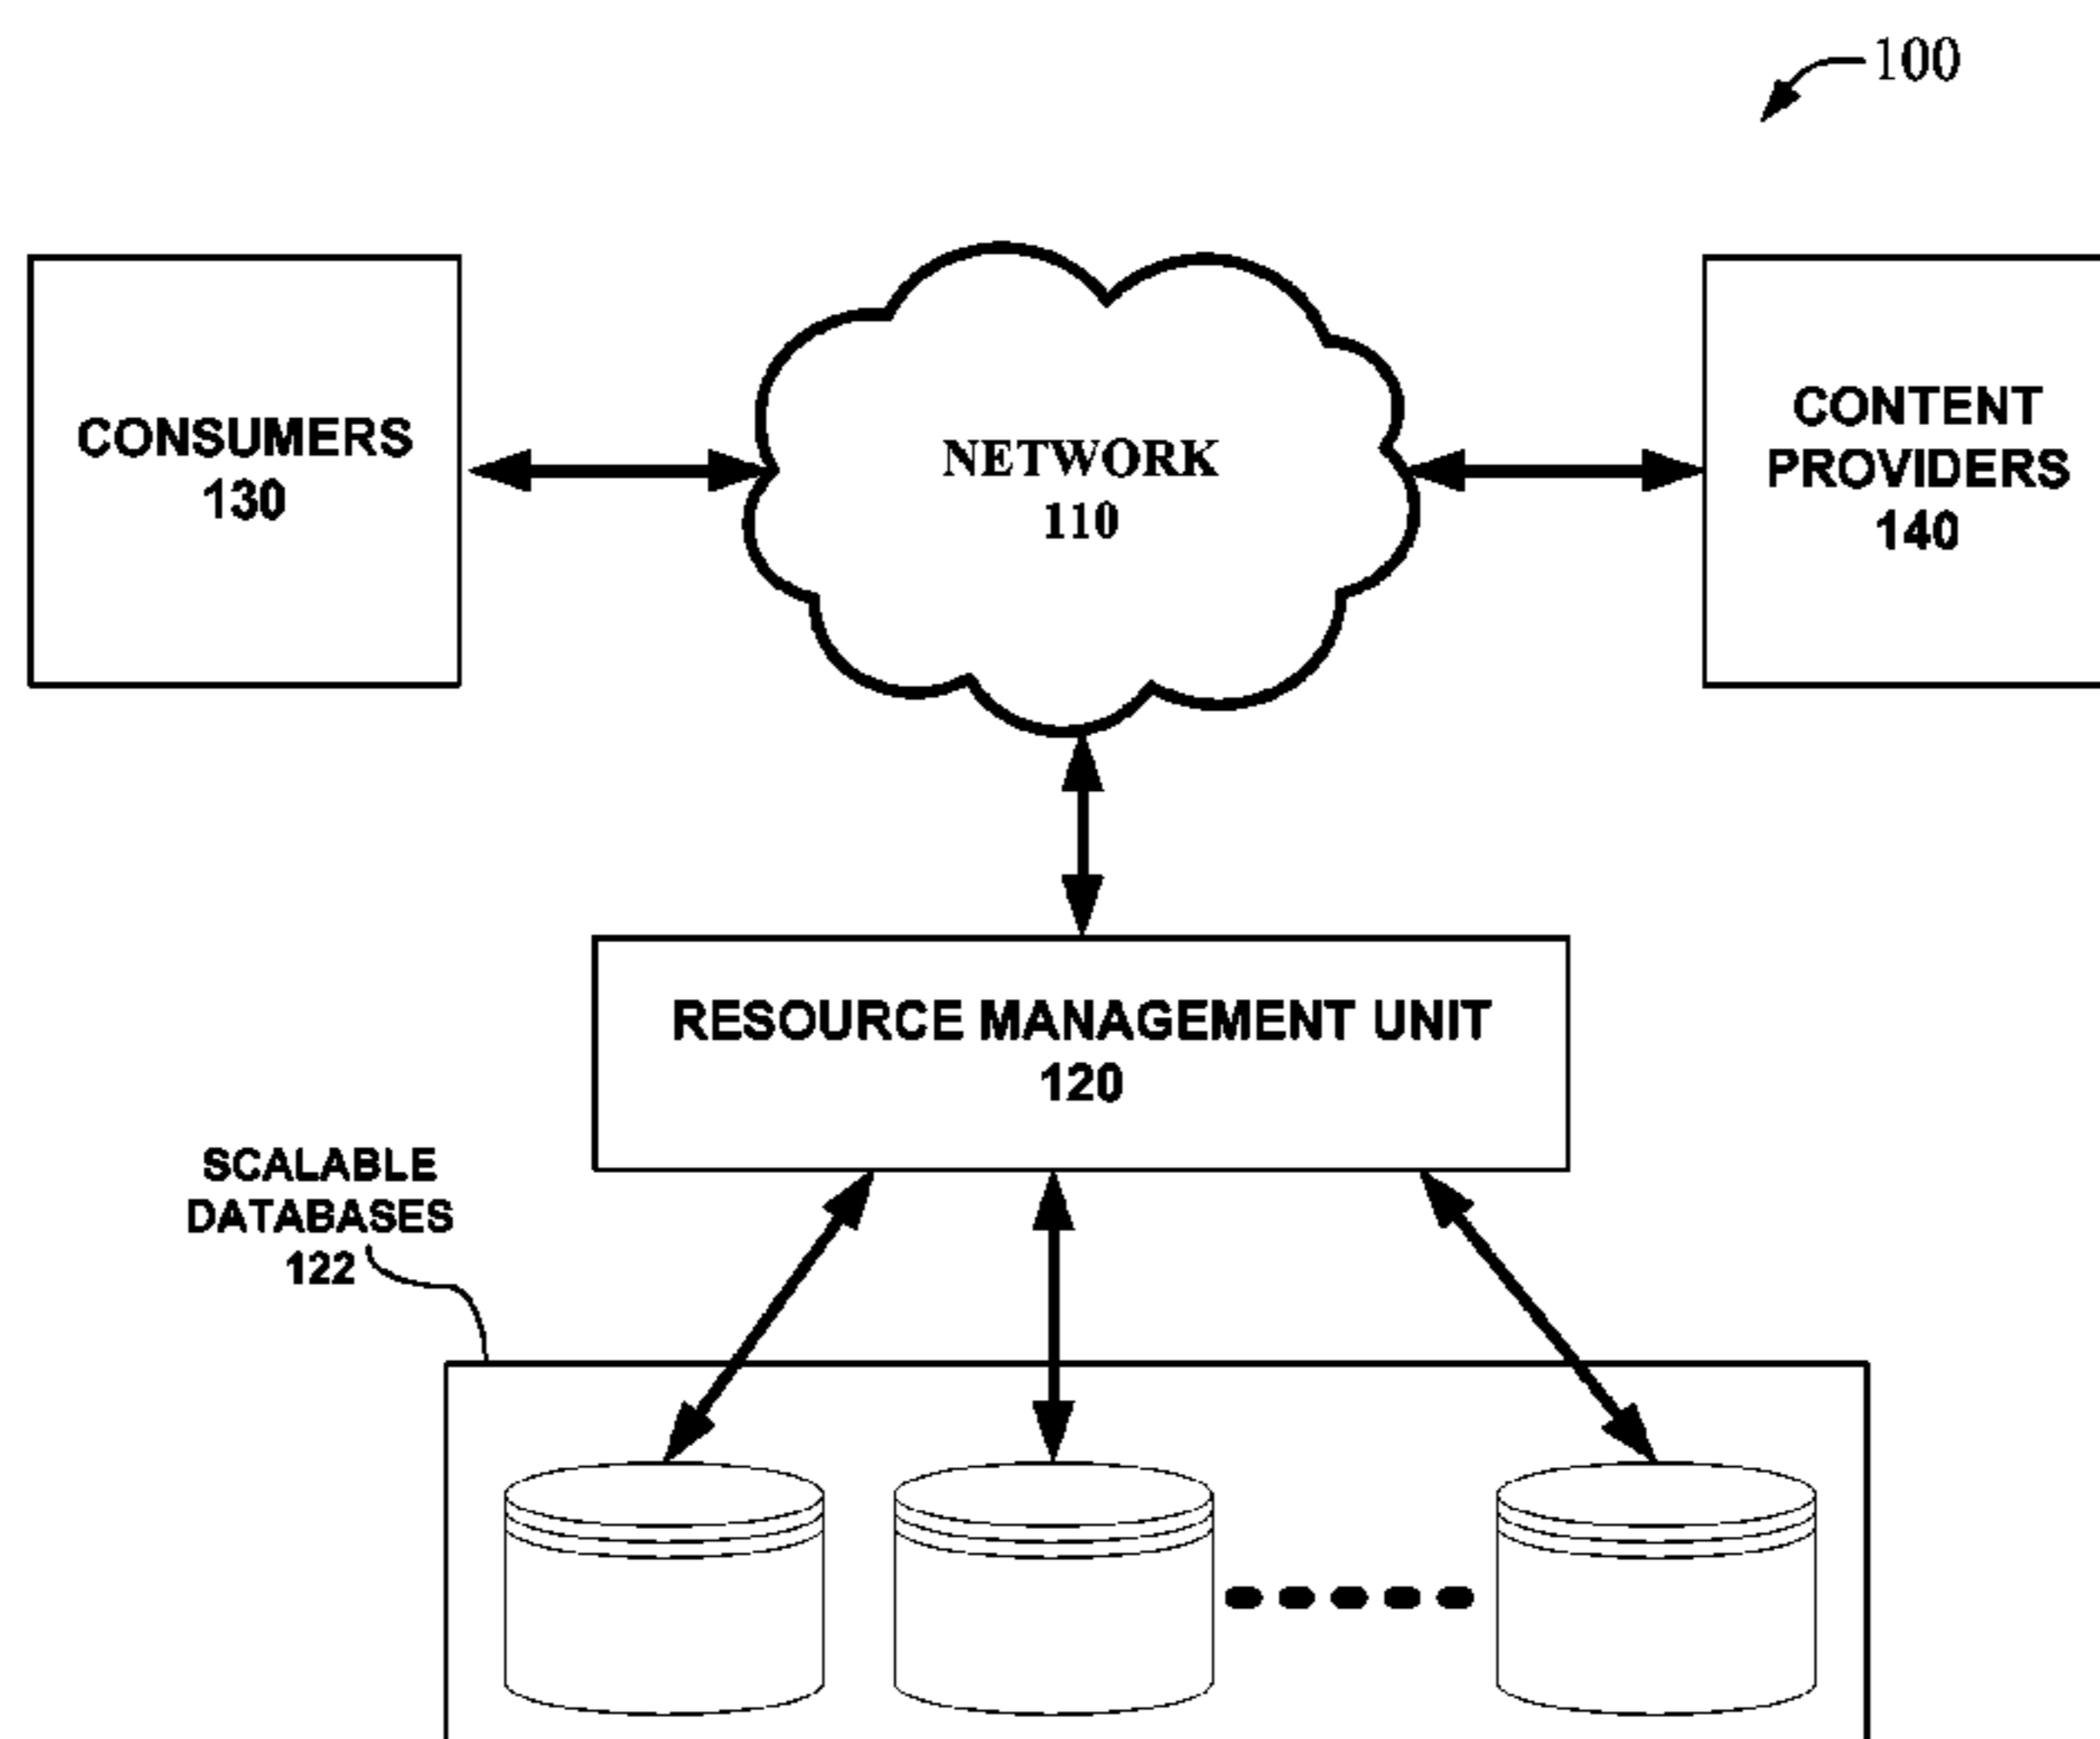 100
CONSUMERS
130
NETWORK
110
CONTENT
PROVIDERS
140
RESOURCE MANAGEMENT UNIT
120
SCALABLE
DATABASES
122